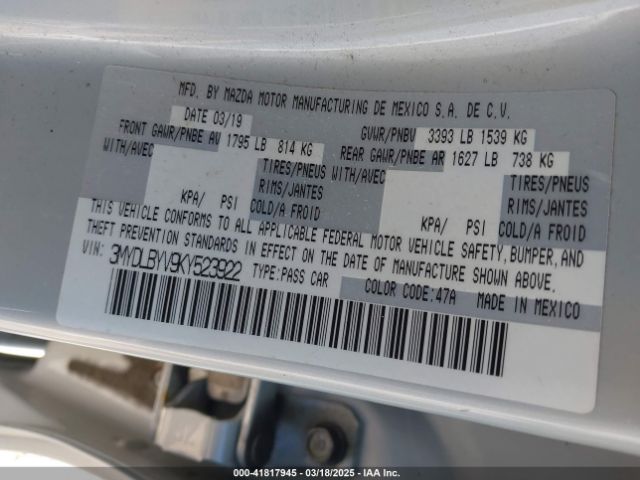 MFD. BY MAZDA MOTOR MANUFACTURING DE MEXICO S.A. DE C.V.
DATE 03/19 GVWR/PNBV 3393 LB 1539 KG
FRONT GAWR/PNBE AV 1795 LB 814 KG REAR GAWR/PNBE AR 1627 LB 738 KG
WITH/AVEC TIRES/PNEUS WITH/AVEC TIRES/PNEUS
RIMS/JANTES RIMS/JANTES
KPA/ PSI COLD/A FROID KPA/ PSI COLD/A FROID
THIS VEHICLE CONFORMS TO ALL APPLICABLE FEDERAL MOTOR VEHICLE SAFETY, BUMPER, AND
THEFT PREVENTION STANDARDS IN EFFECT ON THE DATE OF MANUFACTURE SHOWN ABOVE.
VIN: 3MYDLBYV9KY523922 TYPE:PASS CAR
COLOR CODE:47A MADE IN MEXICO
000-41817945 — 03/18/2025 — IAA Inc.